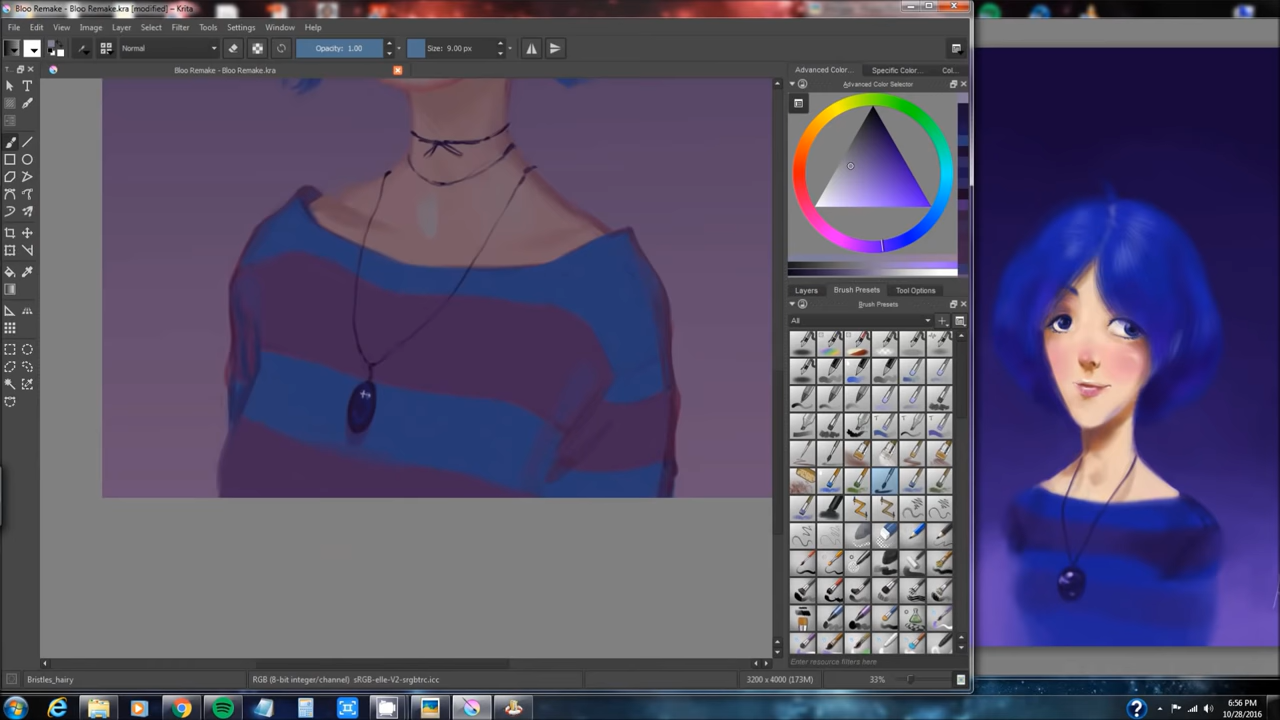 Bloo Remake - Bloo Remake.kra [modified] - Krita
File Edit View Image Layer Select Filter Tools Settings Window Help
Normal Opacity: 1.00 Size: 9.00 px
T... Bloo Remake - Bloo Remake.kra
Advanced Color... Specific Color... Col...
Advanced Color Selector
Layers Brush Presets Tool Options
Brush Presets
All
Enter resource filters here
Bristles_hairy RGB (8-bit integer/channel) sRGB-elle-V2-srgbtrc.icc 3200 x 4000 (173M) 33%
6:56 PM
10/28/2016